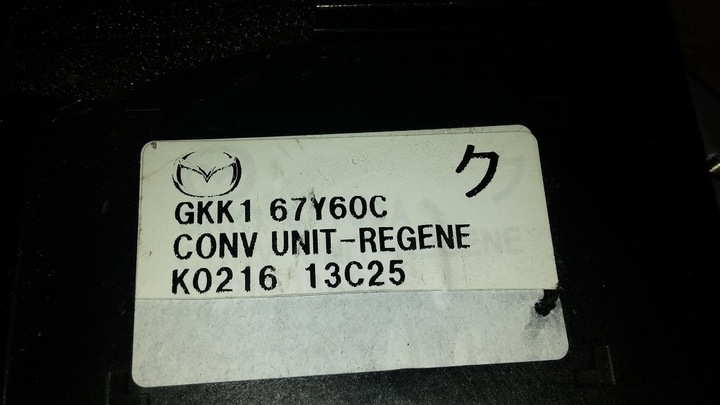 ク
GKK1 67Y60C
CONV UNIT-REGENE
K0216 13C25